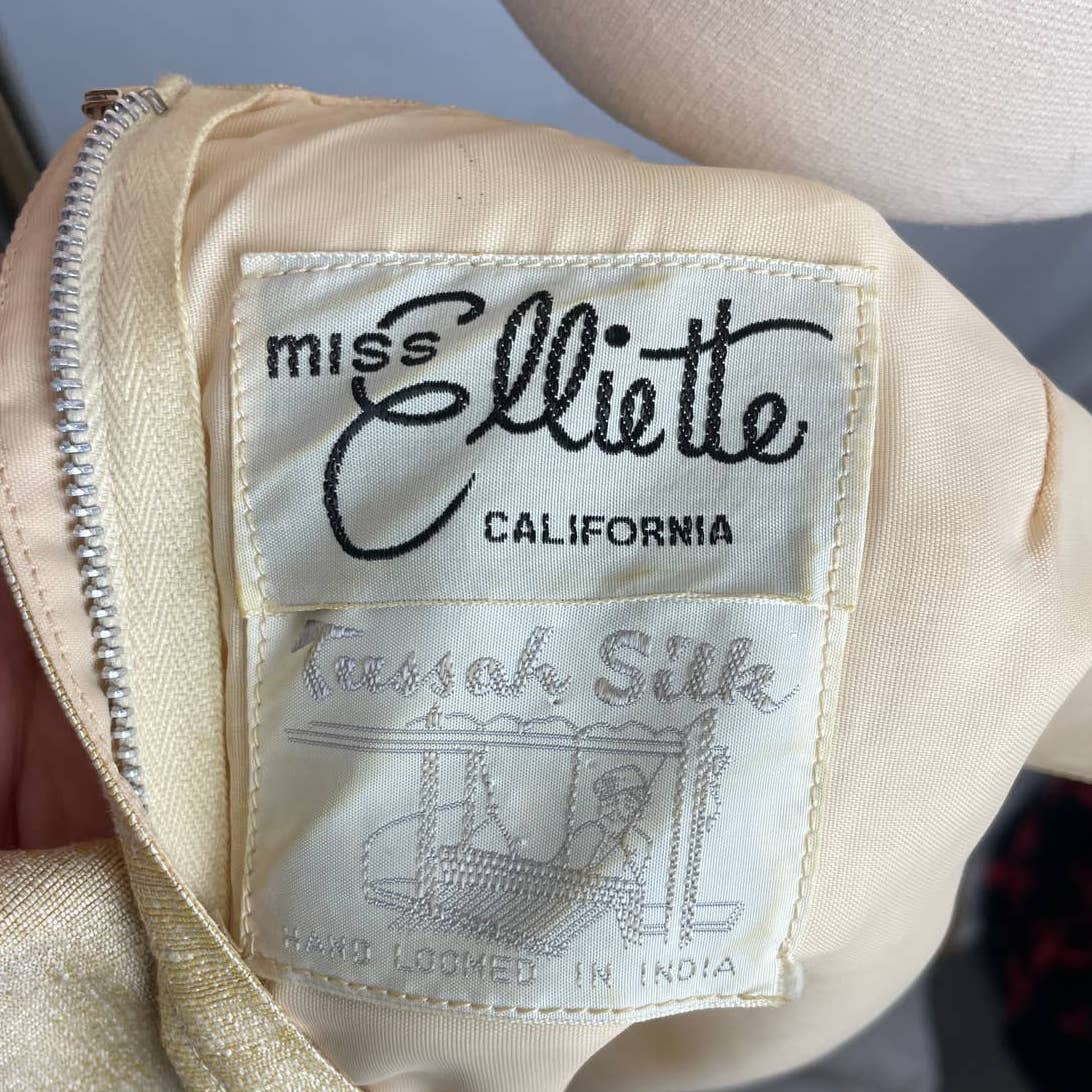 miss Elliette
CALIFORNIA
Tussah Silk
HAND LOOMED IN INDIA